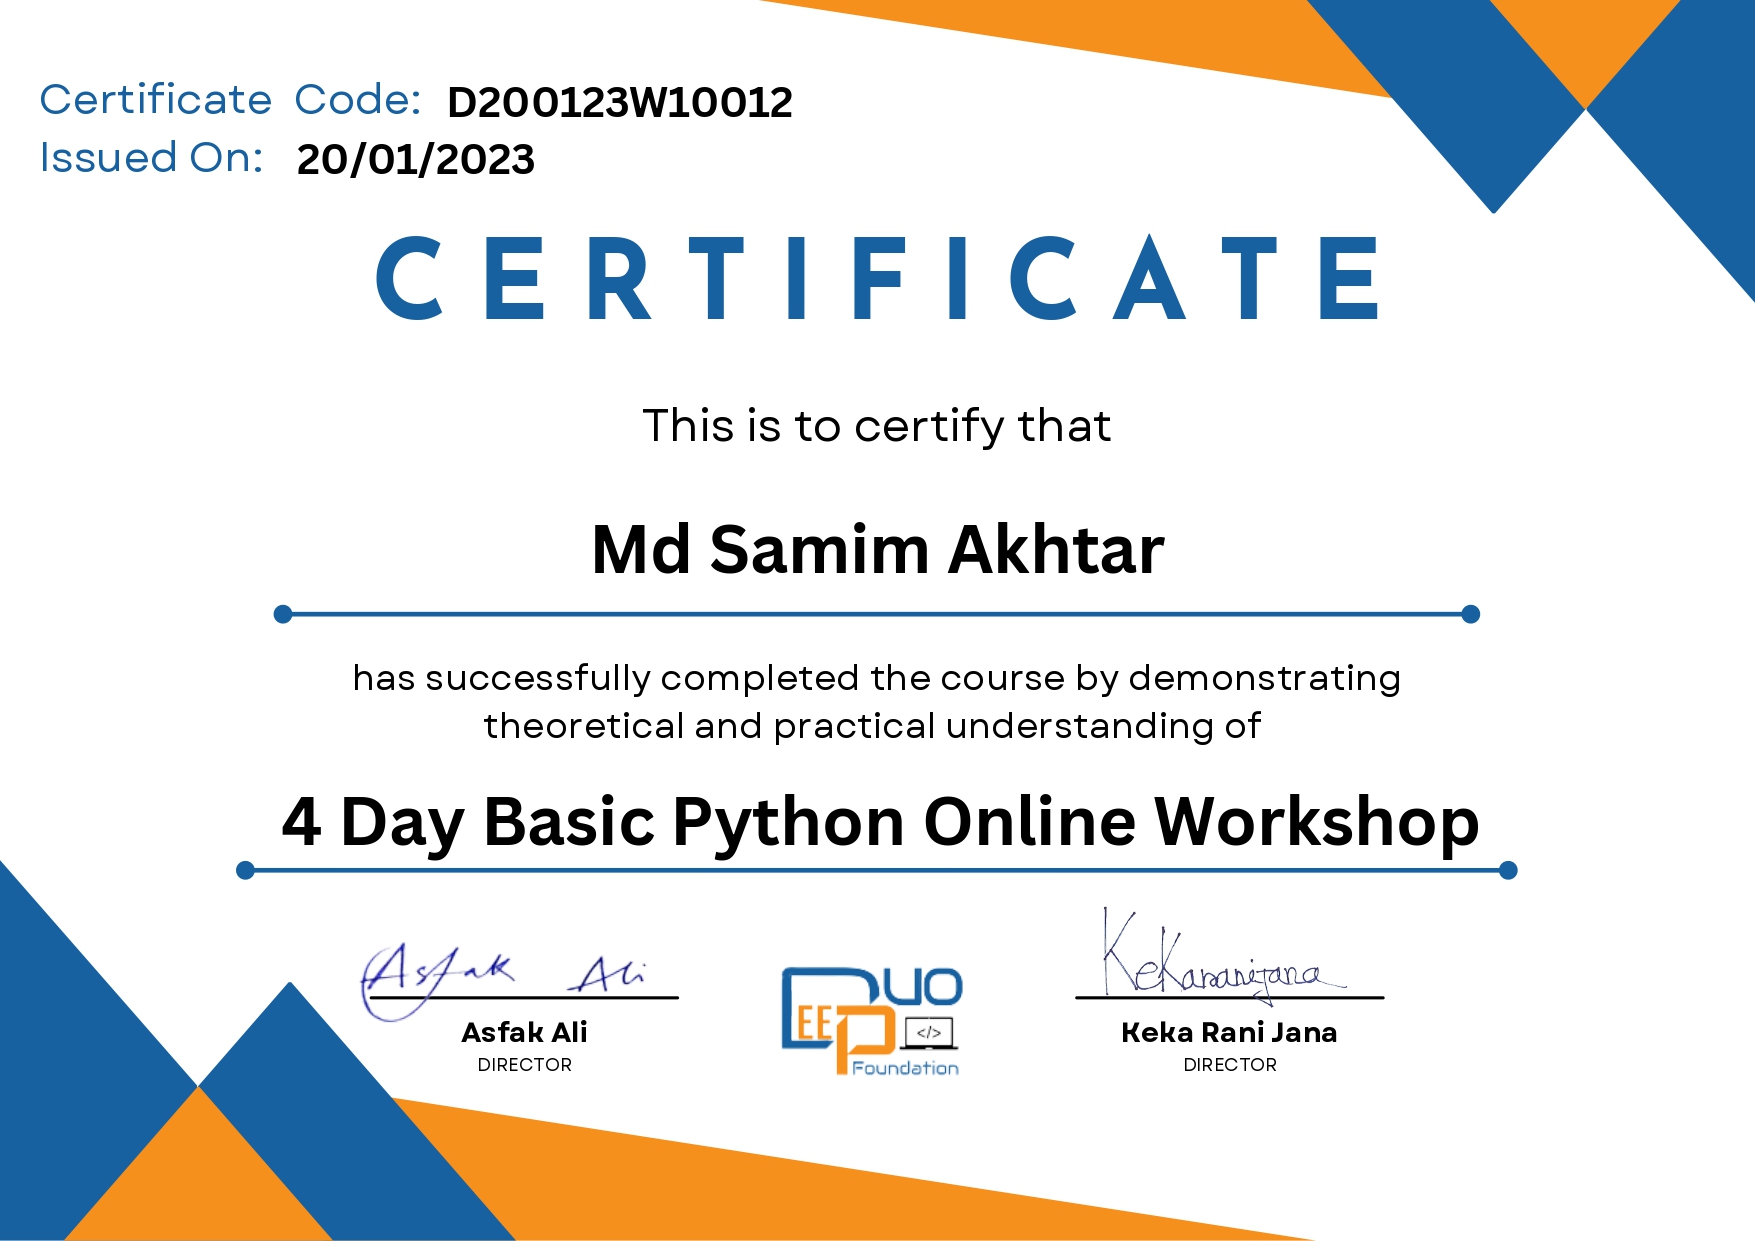 Certificate Code: D200123W10012
Issued On: 20/01/2023
CERTIFICATE
This is to certify that
Md Samim Akhtar
has successfully completed the course by demonstrating
theoretical and practical understanding of
4 Day Basic Python Online Workshop
Asfak Ali
KeKaranijana
Asfak Ali
DIRECTOR
DEEP DUO
</>
Foundation
Keka Rani Jana
DIRECTOR